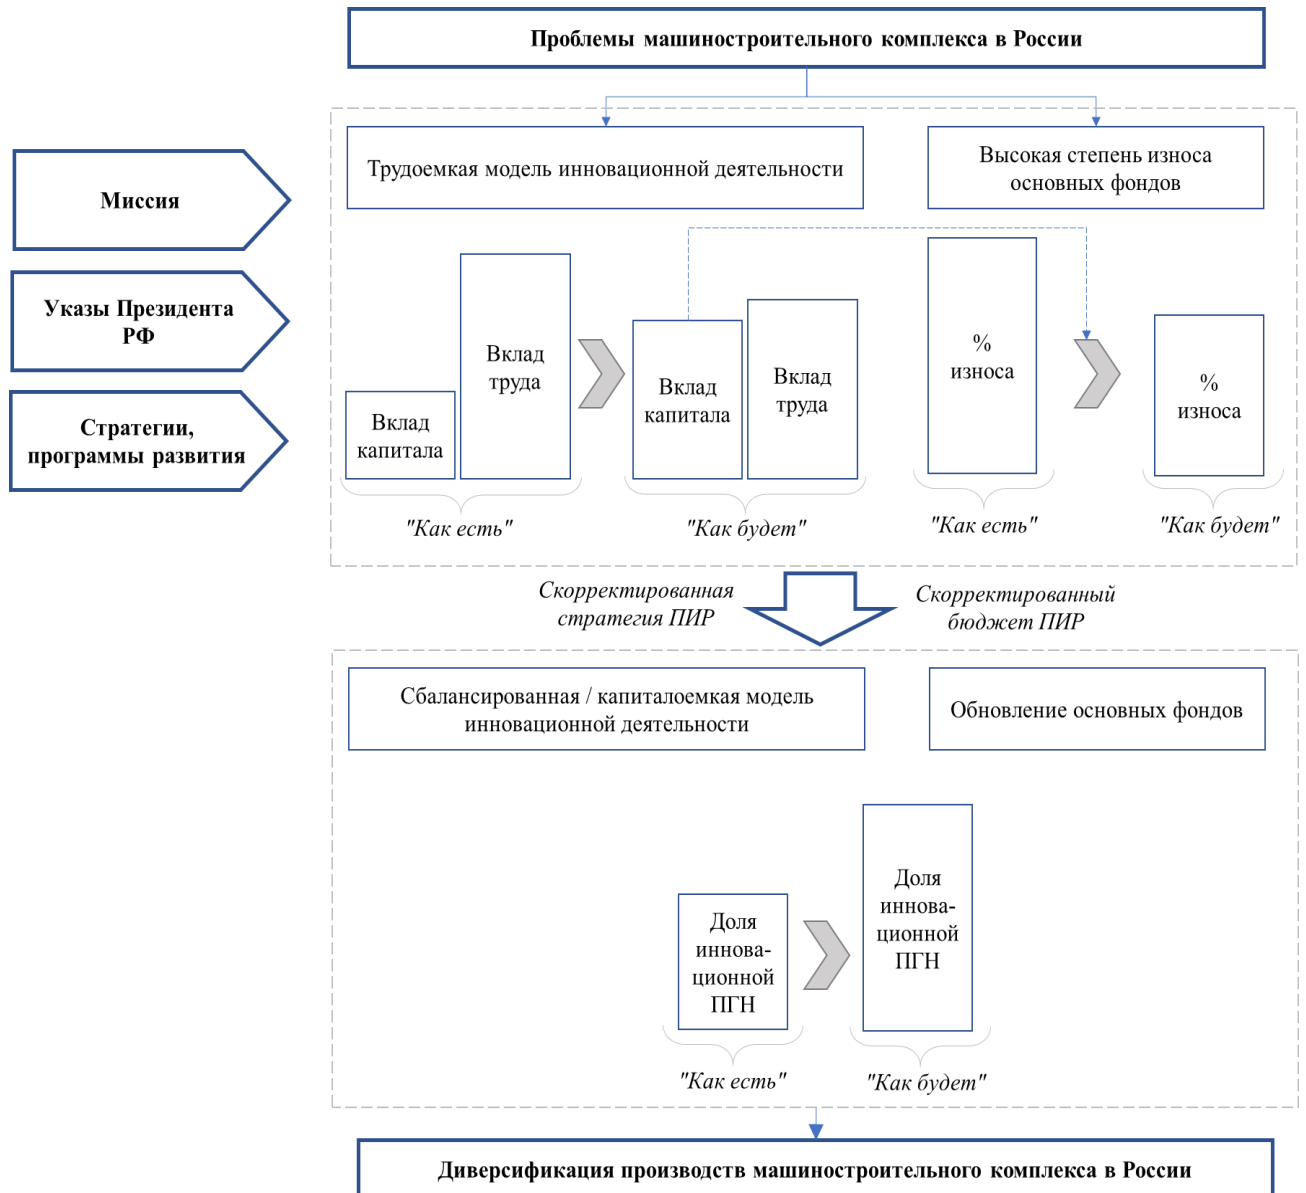 Проблемы машиностроительного комплекса в России
Трудоемкая модель инновационной деятельности
Высокая степень износа
основных фондов
Миссия
Указы Президента
РФ
Стратегии,
программы развития
Вклад
капитала
Вклад
труда
"Как есть"
Вклад
капитала
Вклад
труда
"Как будет"
%
износа
"Как есть"
%
износа
"Как будет"
Скорректированная
стратегия ПИР
Скорректированный
бюджет ПИР
Сбалансированная / капиталоемкая модель
инновационной деятельности
Обновление основных фондов
Доля
иннова-
ционной
ПГН
"Как есть"
Доля
иннова-
ционной
ПГН
"Как будет"
Диверсификация производств машиностроительного комплекса в России